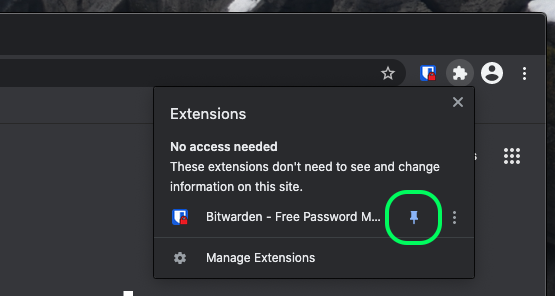 Extensions
No access needed
These extensions don't need to see and change
information on this site.
Bitwarden - Free Password M...
Manage Extensions